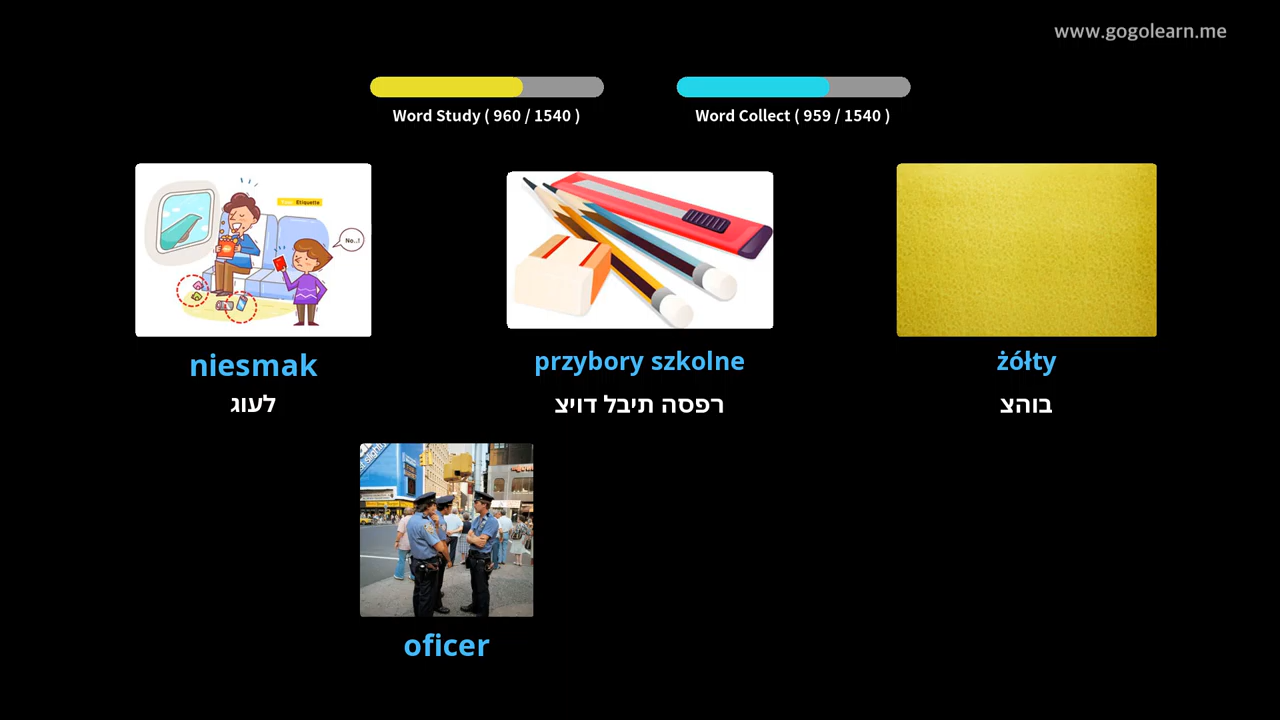 www.gogolearn.me
Word Study ( 960 / 1540 )
Word Collect ( 959 / 1540 )
Etiquette
No..!
niesmak
לעוג
przybory szkolne
רפסה תיבל דויצ
żółty
בוהצ
oficer